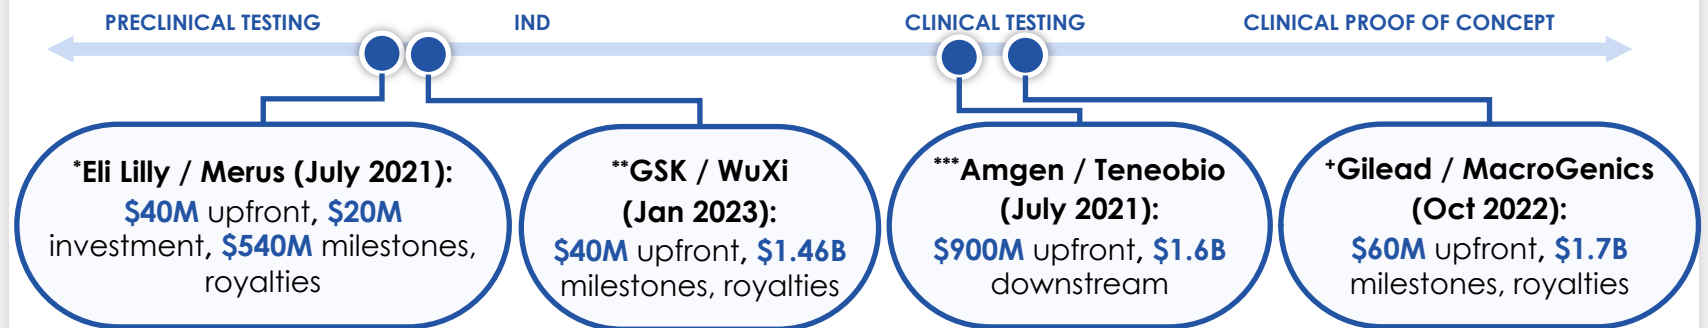 PRECLINICAL TESTING
IND
CLINICAL TESTING
CLINICAL PROOF OF CONCEPT
*Eli Lilly / Merus (July 2021):
$40M upfront, $20M
investment, $540M milestones,
royalties
**GSK / WuXi
(Jan 2023):
$40M upfront, $1.46B
milestones, royalties
***Amgen / Teneobio
(July 2021):
$900M upfront, $1.6B
downstream
+Gilead / MacroGenics
(Oct 2022):
$60M upfront, $1.7B
milestones, royalties